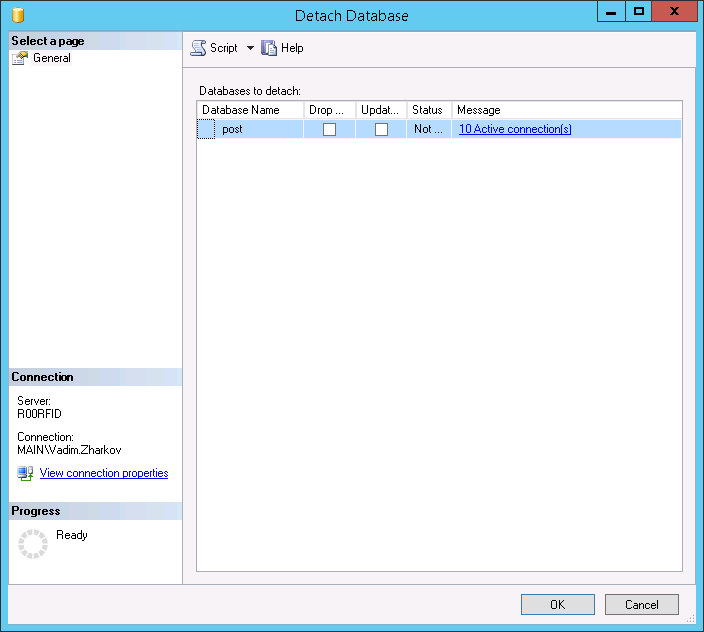 Detach Database
Select a page
General
Script
Help
Databases to detach:
Database Name Drop ... Updat... Status Message
post Not ... 10 Active connection(s)
Connection
Server:
R00RFID
Connection:
MAIN\Vadim.Zharkov
View connection properties
Progress
Ready
OK Cancel